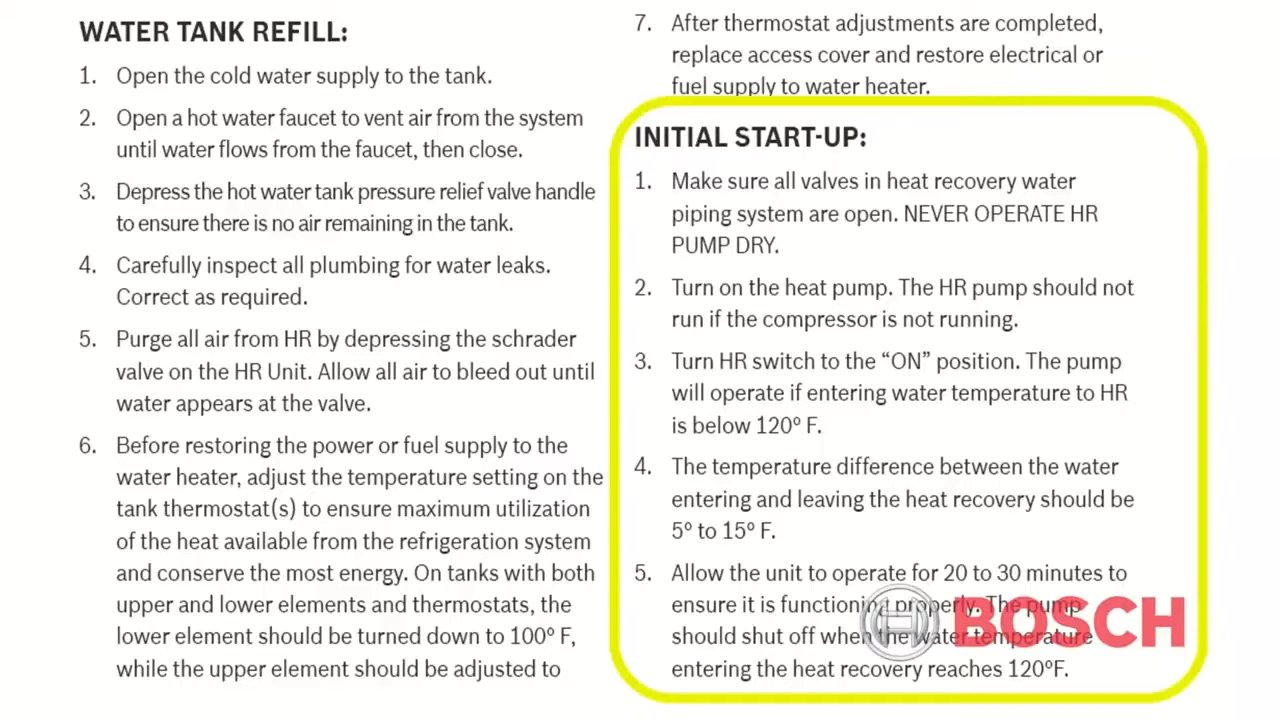 WATER TANK REFILL:
1. Open the cold water supply to the tank.
2. Open a hot water faucet to vent air from the system
until water flows from the faucet, then close.
3. Depress the hot water tank pressure relief valve handle
to ensure there is no air remaining in the tank.
4. Carefully inspect all plumbing for water leaks.
Correct as required.
5. Purge all air from HR by depressing the schrader
valve on the HR Unit. Allow all air to bleed out until
water appears at the valve.
6. Before restoring the power or fuel supply to the
water heater, adjust the temperature setting on the
tank thermostat(s) to ensure maximum utilization
of the heat available from the refrigeration system
and conserve the most energy. On tanks with both
upper and lower elements and thermostats, the
lower element should be turned down to 100º F,
while the upper element should be adjusted to
7. After thermostat adjustments are completed,
replace access cover and restore electrical or
fuel supply to water heater.
INITIAL START-UP:
1. Make sure all valves in heat recovery water
piping system are open. NEVER OPERATE HR
PUMP DRY.
2. Turn on the heat pump. The HR pump should not
run if the compressor is not running.
3. Turn HR switch to the “ON” position. The pump
will operate if entering water temperature to HR
is below 120º F.
4. The temperature difference between the water
entering and leaving the heat recovery should be
5º to 15º F.
5. Allow the unit to operate for 20 to 30 minutes to
ensure it is functioning properly. The pump
should shut off when the water temperature
entering the heat recovery reaches 120ºF.
BOSCH